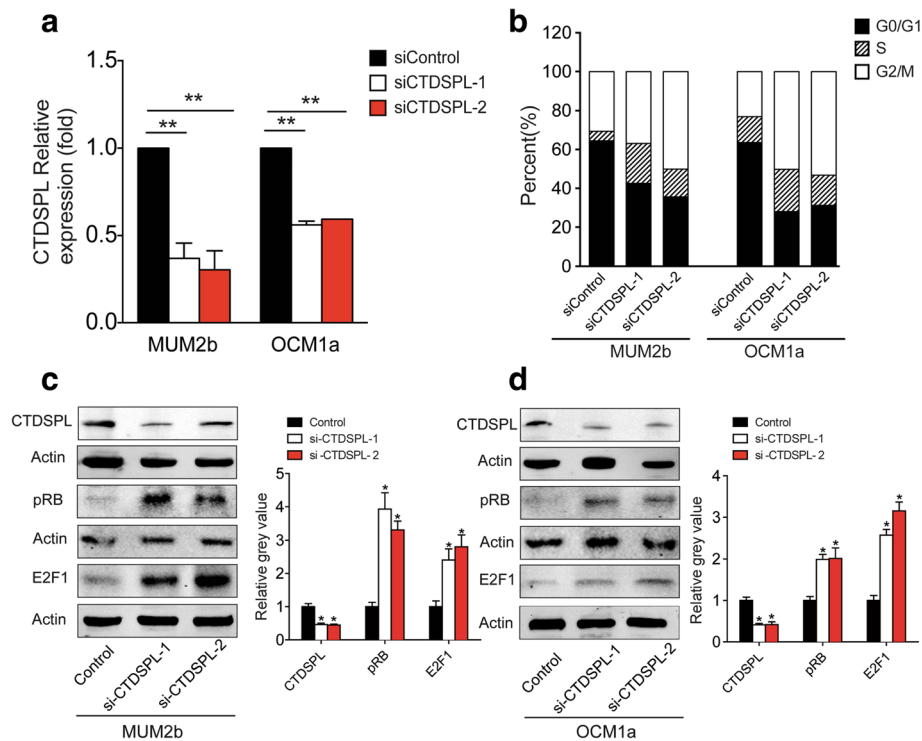 a
CTDSPL Relative
expression (fold)
1.5
1.0
0.5
0.0
** ** ** **
siControl
siCTDSPL-1
siCTDSPL-2
MUM2b OCM1a
b
Percent(%)
120
100
80
60
40
20
0
G0/G1
S
G2/M
siControl siCTDSPL-1 siCTDSPL-2 siControl siCTDSPL-1 siCTDSPL-2
MUM2b OCM1a
c
CTDSPL
Actin
pRB
Actin
E2F1
Actin
Control si-CTDSPL-1 si-CTDSPL-2
MUM2b
Control
si-CTDSPL-1
si-CTDSPL-2
Relative grey value
5
4
3
2
1
0
* * * * * *
CTDSPL pRB E2F1
d
CTDSPL
Actin
pRB
Actin
E2F1
Actin
Control si-CTDSPL-1 si-CTDSPL-2
OCM1a
Control
si-CTDSPL-1
si-CTDSPL-2
Relative grey value
4
3
2
1
0
* * * * * *
CTDSPL pRB E2F1